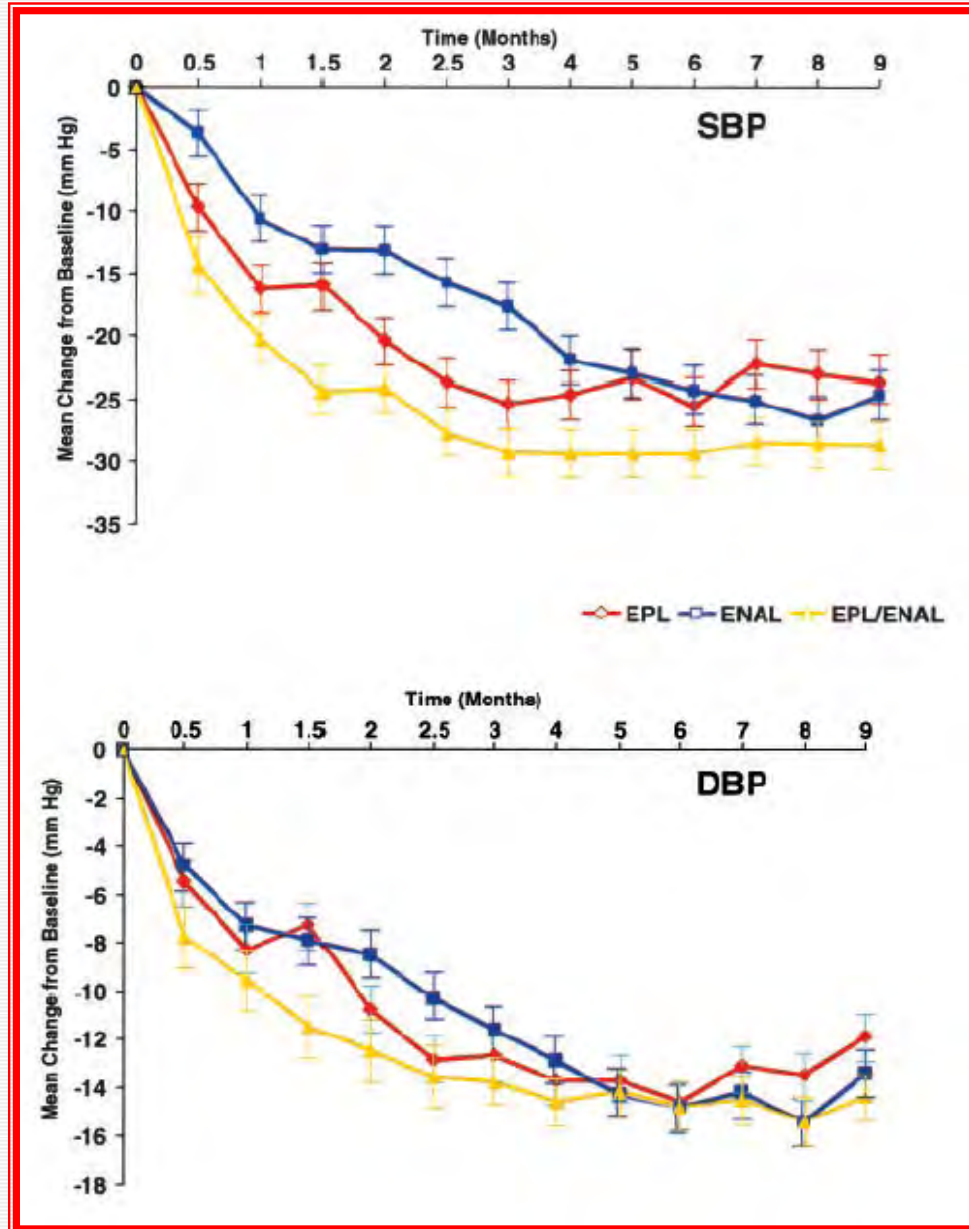 Time (Months)
0 0.5 1 1.5 2 2.5 3 4 5 6 7 8 9
SBP
Mean Change from Baseline (mm Hg)
0
-5
-10
-15
-20
-25
-30
-35
EPL ENAL EPL/ENAL
Time (Months)
0 0.5 1 1.5 2 2.5 3 4 5 6 7 8 9
DBP
Mean Change from Baseline (mm Hg)
0
-2
-4
-6
-8
-10
-12
-14
-16
-18